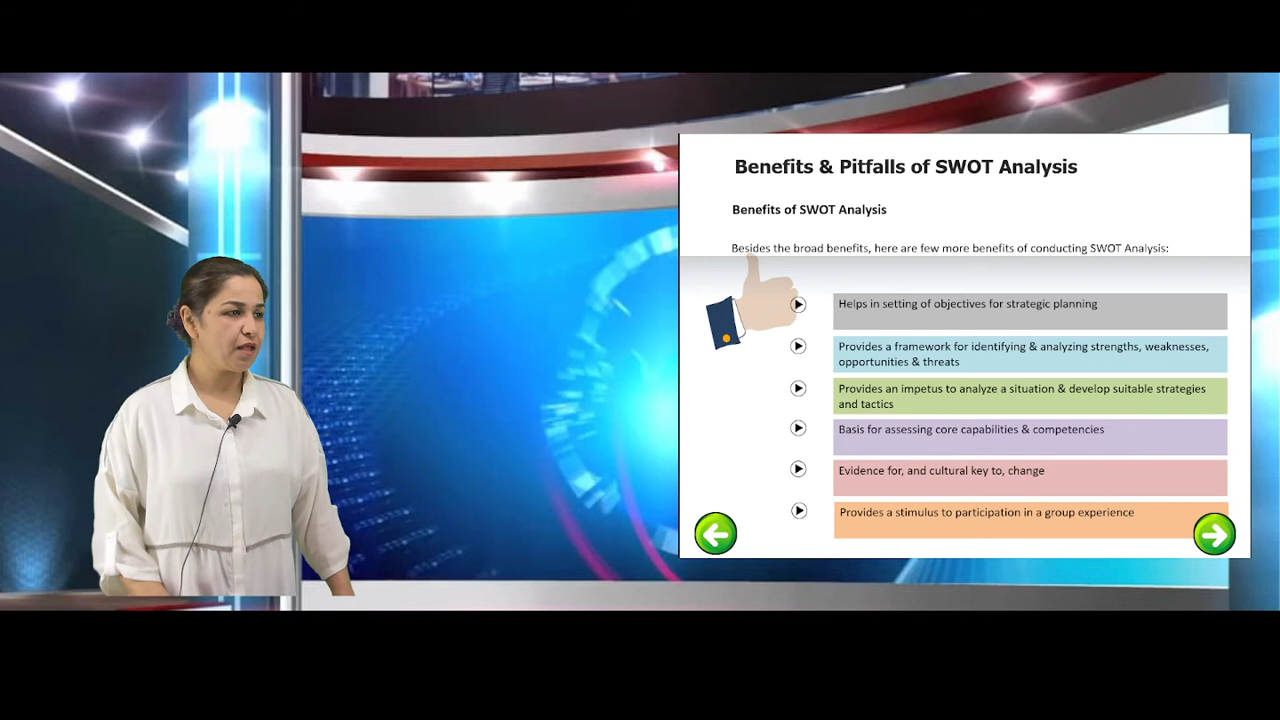 Benefits & Pitfalls of SWOT Analysis
Benefits of SWOT Analysis
Besides the broad benefits, here are few more benefits of conducting SWOT Analysis:
Helps in setting of objectives for strategic planning
Provides a framework for identifying & analyzing strengths, weaknesses,
opportunities & threats
Provides an impetus to analyze a situation & develop suitable strategies
and tactics
Basis for assessing core capabilities & competencies
Evidence for, and cultural key to, change
Provides a stimulus to participation in a group experience